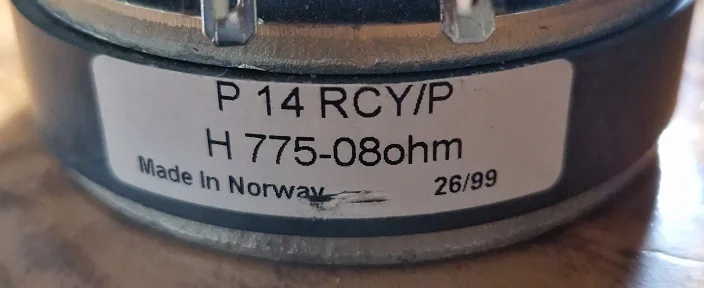 P 14 RCY/P
H 775-08ohm
Made in Norway 26/99